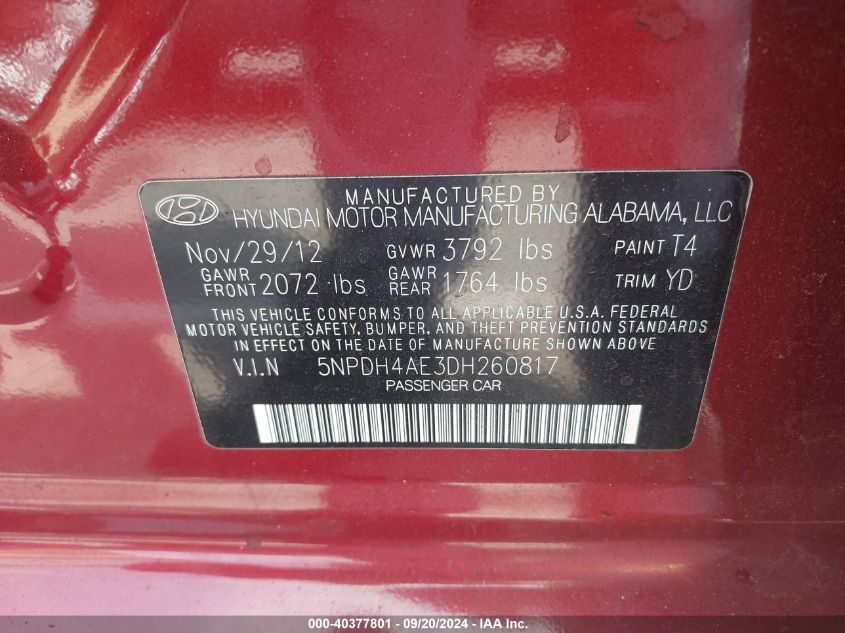 MANUFACTURED BY
HYUNDAI MOTOR MANUFACTURING ALABAMA, LLC
Nov/29/12 GVWR 3792 lbs PAINT T4
GAWR FRONT 2072 lbs GAWR REAR 1764 lbs TRIM YD
THIS VEHICLE CONFORMS TO ALL APPLICABLE U.S.A. FEDERAL
MOTOR VEHICLE SAFETY, BUMPER, AND THEFT PREVENTION STANDARDS
IN EFFECT ON THE DATE OF MANUFACTURE SHOWN ABOVE
V.I.N 5NPDH4AE3DH260817
PASSENGER CAR
000-40377801 - 09/20/2024 - IAA Inc.